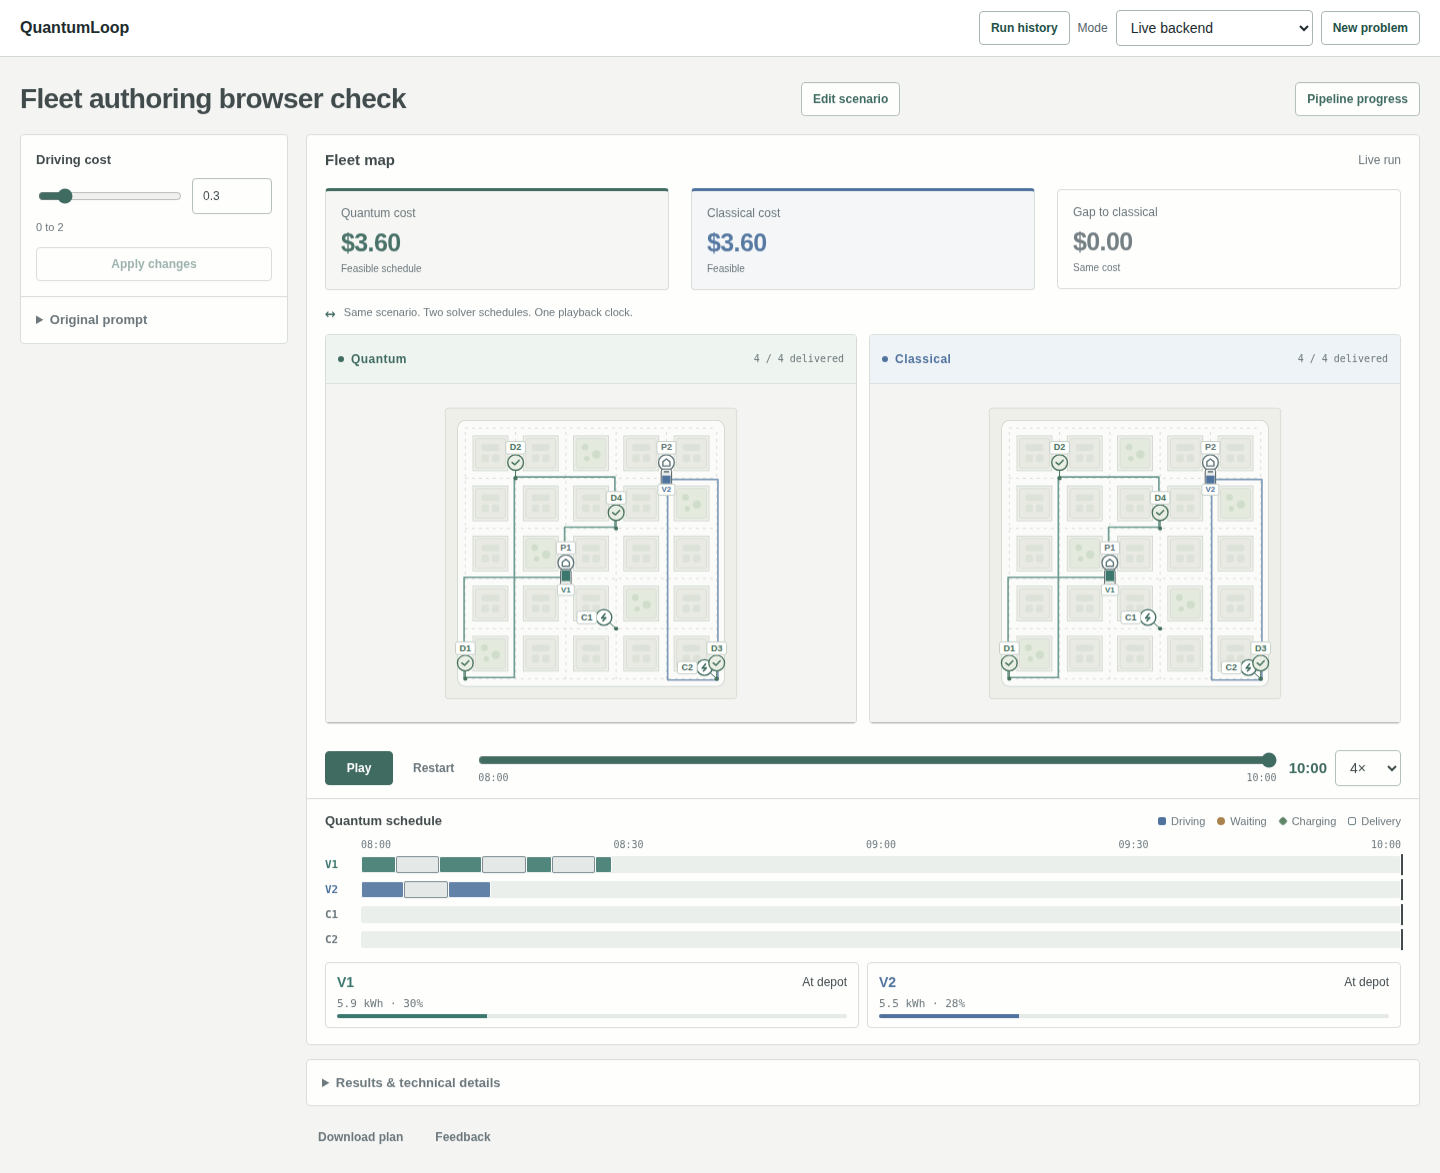 QuantumLoop
Run history
Mode
Live backend
New problem
Fleet authoring browser check
Edit scenario
Pipeline progress
Driving cost
0.3
0 to 2
Apply changes
Original prompt
Fleet map
Live run
Quantum cost
$3.60
Feasible schedule
Classical cost
$3.60
Feasible
Gap to classical
$0.00
Same cost
Same scenario. Two solver schedules. One playback clock.
Quantum
4 / 4 delivered
D2
P2
V2
D4
P1
V1
C1
D1
D3
C2
Classical
4 / 4 delivered
D2
P2
V2
D4
P1
V1
C1
D1
D3
C2
Play
Restart
08:00
10:00
10:00
4×
Quantum schedule
Driving
Waiting
Charging
Delivery
08:00
08:30
09:00
09:30
10:00
V1
V2
C1
C2
V1
At depot
5.9 kWh · 30%
V2
At depot
5.5 kWh · 28%
Results & technical details
Download plan
Feedback